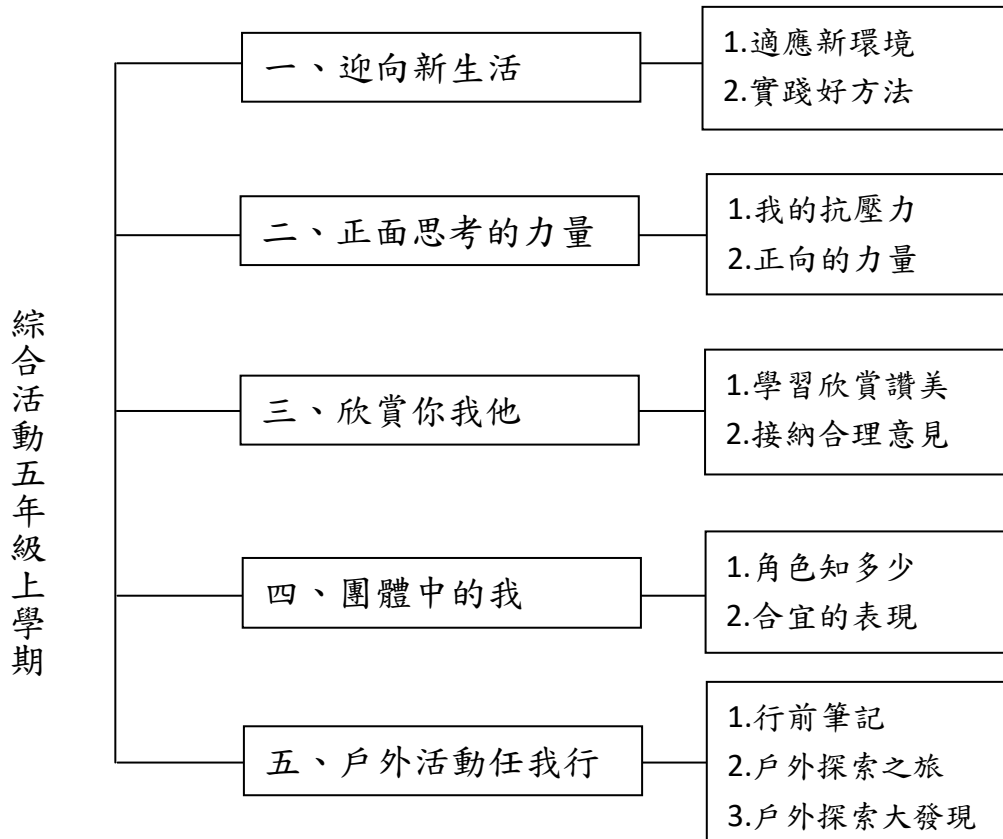 綜合活動五年級上學期
一、迎向新生活
1.適應新環境
2.實踐好方法
二、正面思考的力量
1.我的抗壓力
2.正向的力量
三、欣賞你我他
1.學習欣賞讚美
2.接納合理意見
四、團體中的我
1.角色知多少
2.合宜的表現
五、戶外活動任我行
1.行前筆記
2.戶外探索之旅
3.戶外探索大發現